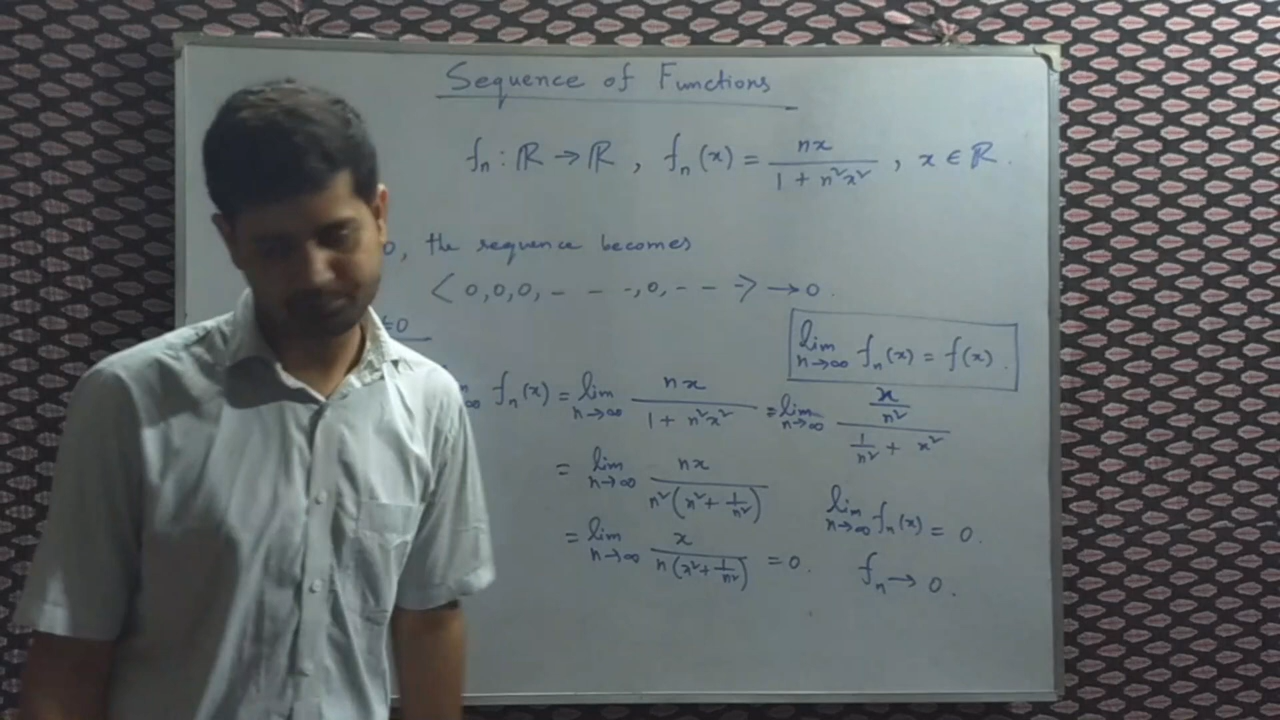 Sequence of Functions
fₙ : ℝ → ℝ , fₙ(x) = nx / (1 + n²x²) , x ∈ ℝ.
0, the sequence becomes
< 0,0,0,- - -,0,- - -> → 0.
≠0
lim n→∞ fₙ(x) = f(x).
∞ fₙ(x) = lim n→∞ nx / (1 + n²x²) = lim n→∞ (x/n²) / (1/n² + x²)
= lim n→∞ nx / (n²(x² + 1/n²))
lim n→∞ fₙ(x) = 0.
= lim n→∞ x / (n(x² + 1/n²)) = 0.
fₙ → 0.